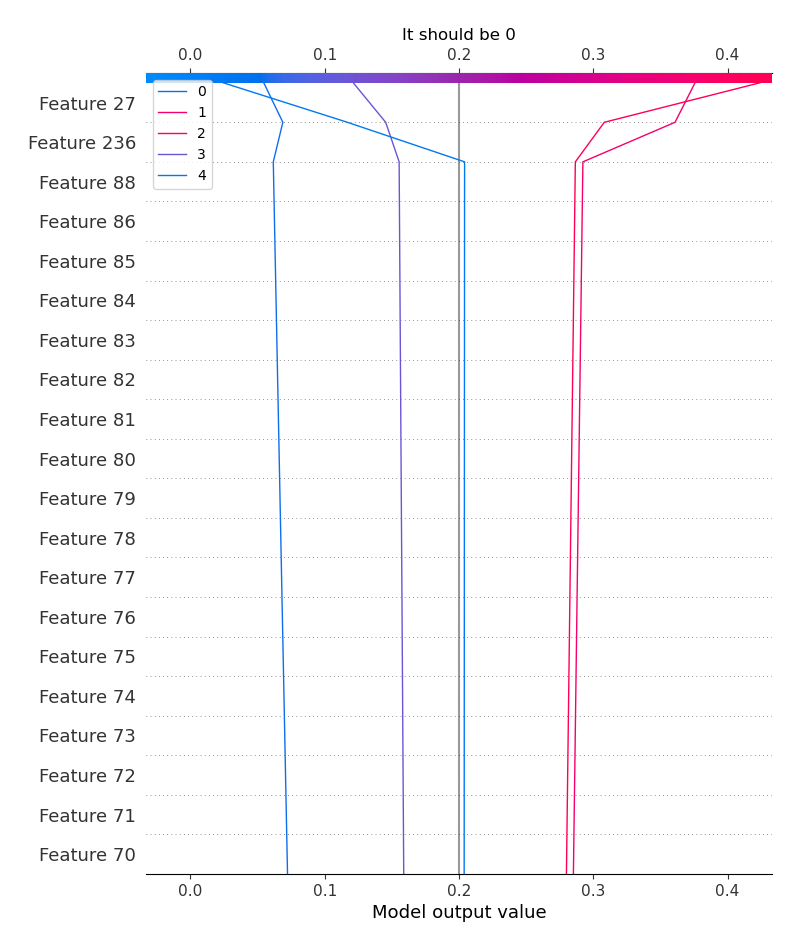 It should be 0
0.0 0.1 0.2 0.3 0.4
0
1
2
3
4
Feature 27
Feature 236
Feature 88
Feature 86
Feature 85
Feature 84
Feature 83
Feature 82
Feature 81
Feature 80
Feature 79
Feature 78
Feature 77
Feature 76
Feature 75
Feature 74
Feature 73
Feature 72
Feature 71
Feature 70
0.0 0.1 0.2 0.3 0.4
Model output value